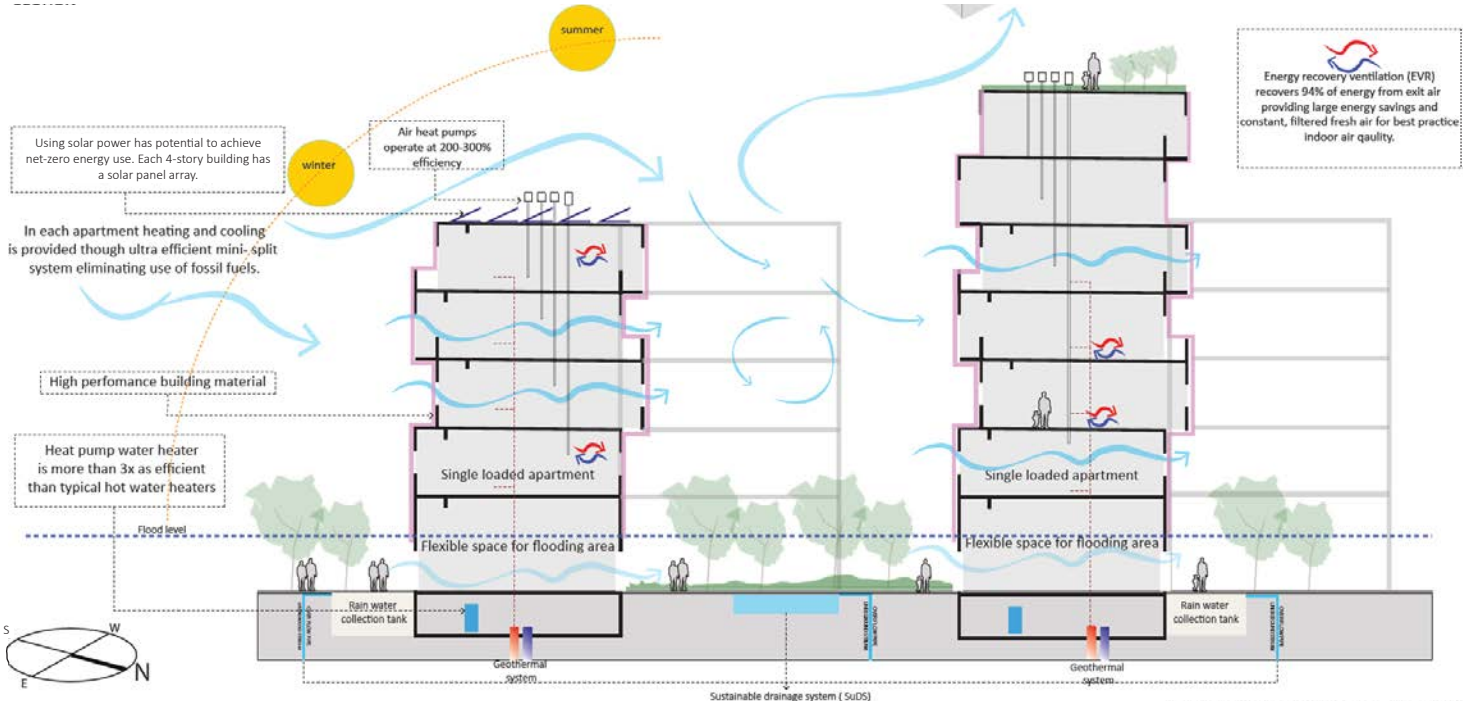 summer
winter
Using solar power has potential to achieve
net-zero energy use. Each 4-story building has
a solar panel array.
Air heat pumps
operate at 200-300%
efficiency
Energy recovery ventilation (EVR)
recovers 94% of energy from exit air
providing large energy savings and
constant, filtered fresh air for best practice
indoor air qaulity.
In each apartment heating and cooling
is provided though ultra efficient mini- split
system eliminating use of fossil fuels.
High perfomance building material
Heat pump water heater
is more than 3x as efficient
than typical hot water heaters
Single loaded apartment
Single loaded apartment
Flood level
Flexible space for flooding area
Flexible space for flooding area
Rain water
collection tank
Rain water
collection tank
S
W
E
N
Geothermal
system
Geothermal
system
Sustainable drainage system ( SuDS)